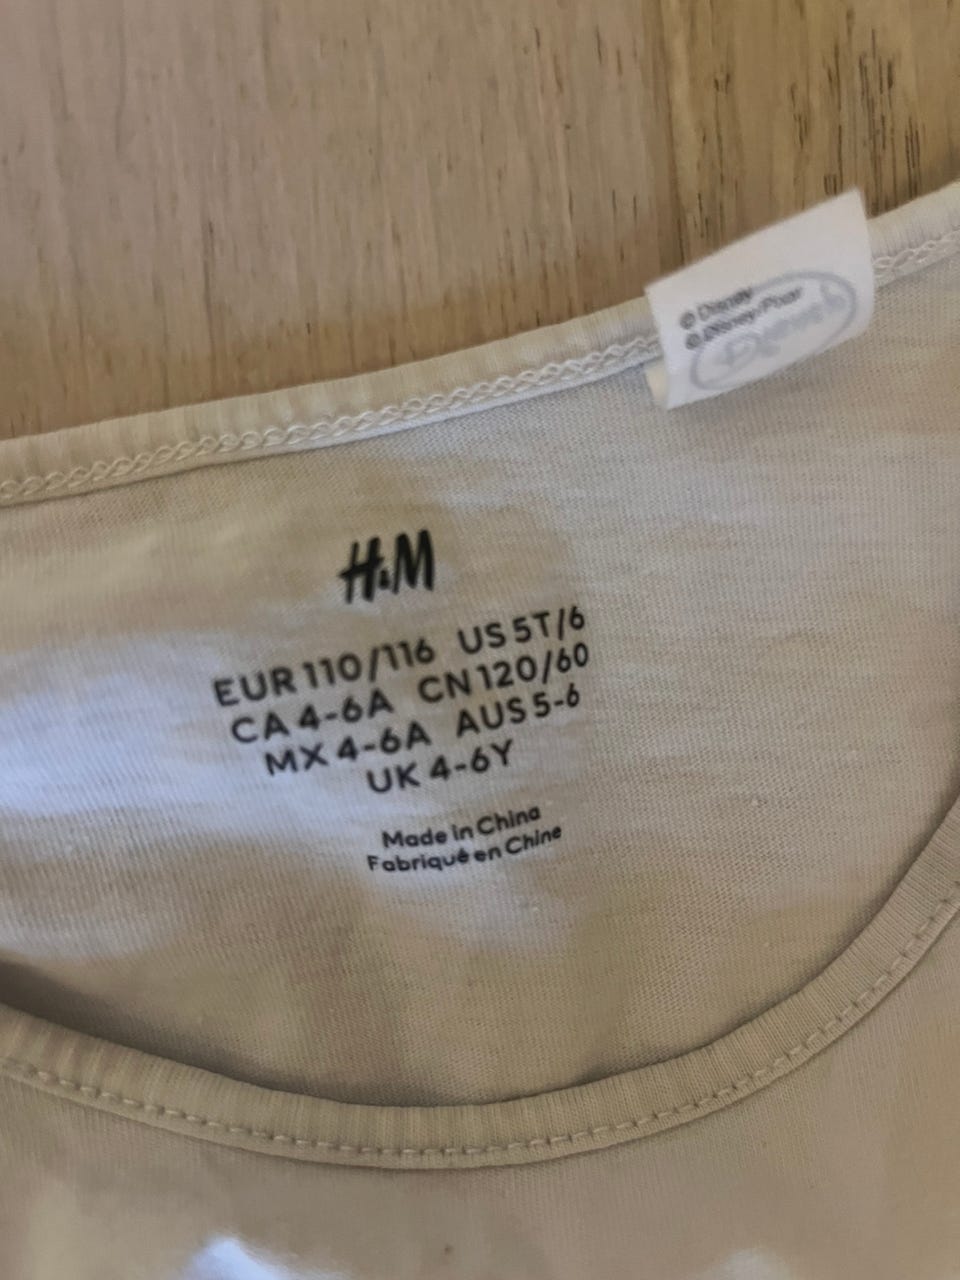 © Disney
© Disney/Pixar
H&M
EUR 110/116 US 5T/6
CA 4-6A CN 120/60
MX 4-6A AUS 5-6
UK 4-6Y
Made in China
Fabriqué en Chine